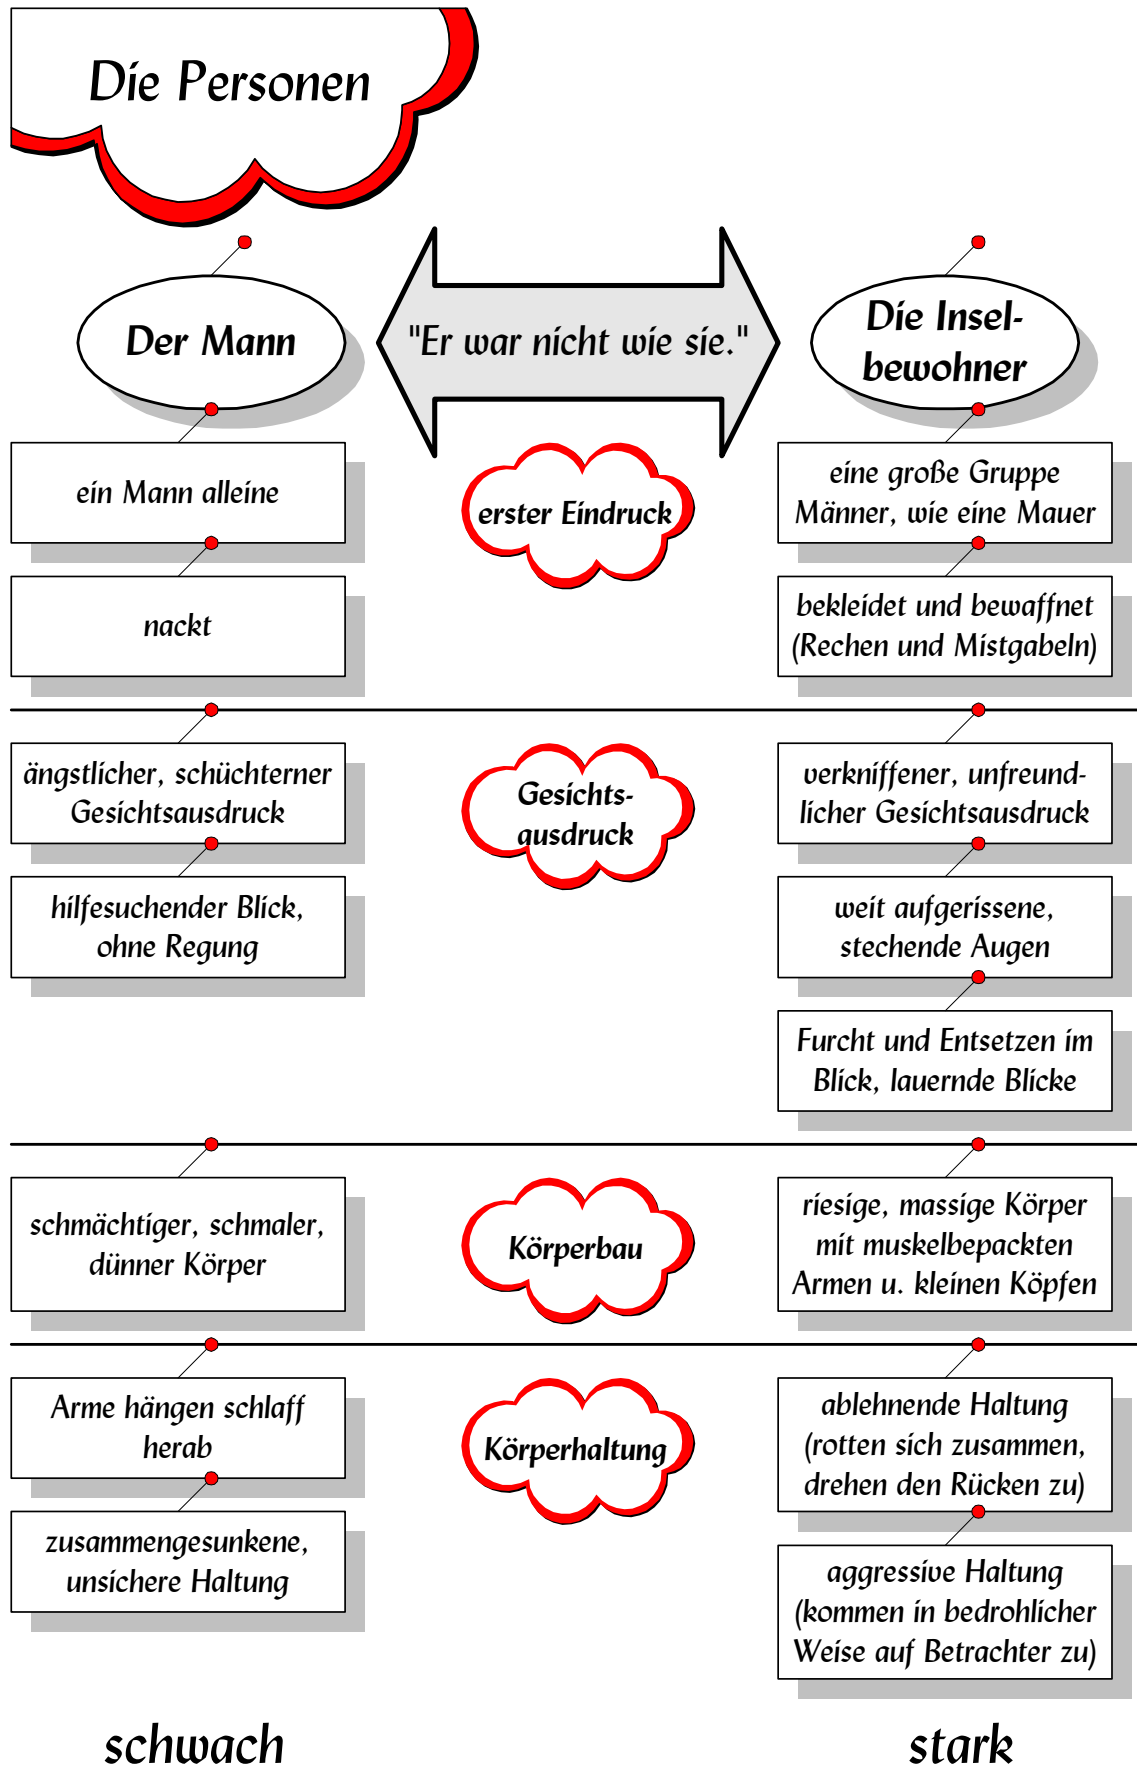 Die Personen
Der Mann
"Er war nicht wie sie."
Die Insel-
bewohner
ein Mann alleine
erster Eindruck
eine große Gruppe
Männer, wie eine Mauer
nackt
bekleidet und bewaffnet
(Rechen und Mistgabeln)
ängstlicher, schüchterner
Gesichtsausdruck
Gesichts-
ausdruck
verkniffener, unfreund-
licher Gesichtsausdruck
hilfesuchender Blick,
ohne Regung
weit aufgerissene,
stechende Augen
Furcht und Entsetzen im
Blick, lauernde Blicke
schmächtiger, schmaler,
dünner Körper
Körperbau
riesige, massige Körper
mit muskelbepackten
Armen u. kleinen Köpfen
Arme hängen schlaff
herab
Körperhaltung
ablehnende Haltung
(rotten sich zusammen,
drehen den Rücken zu)
zusammengesunkene,
unsichere Haltung
aggressive Haltung
(kommen in bedrohlicher
Weise auf Betrachter zu)
schwach
stark